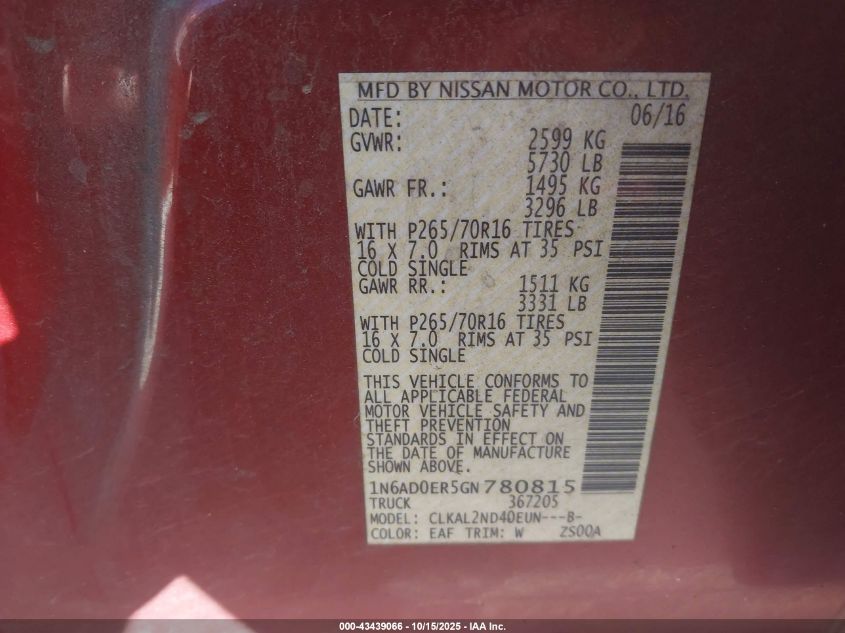 MFD BY NISSAN MOTOR CO., LTD.
DATE: 06/16
GVWR: 2599 KG
5730 LB
GAWR FR.: 1495 KG
3296 LB
WITH P265/70R16 TIRES
16 X 7.0 RIMS AT 35 PSI
COLD SINGLE
GAWR RR.: 1511 KG
3331 LB
WITH P265/70R16 TIRES
16 X 7.0 RIMS AT 35 PSI
COLD SINGLE
THIS VEHICLE CONFORMS TO
ALL APPLICABLE FEDERAL
MOTOR VEHICLE SAFETY AND
THEFT PREVENTION
STANDARDS IN EFFECT ON
THE DATE OF MANUFACTURE
SHOWN ABOVE.
1N6AD0ER5GN780815
TRUCK 367205
MODEL: CLKAL2ND40EUN---B-
COLOR: EAF TRIM: W ZS00A
000-43439066 - 10/15/2025 - IAA Inc.